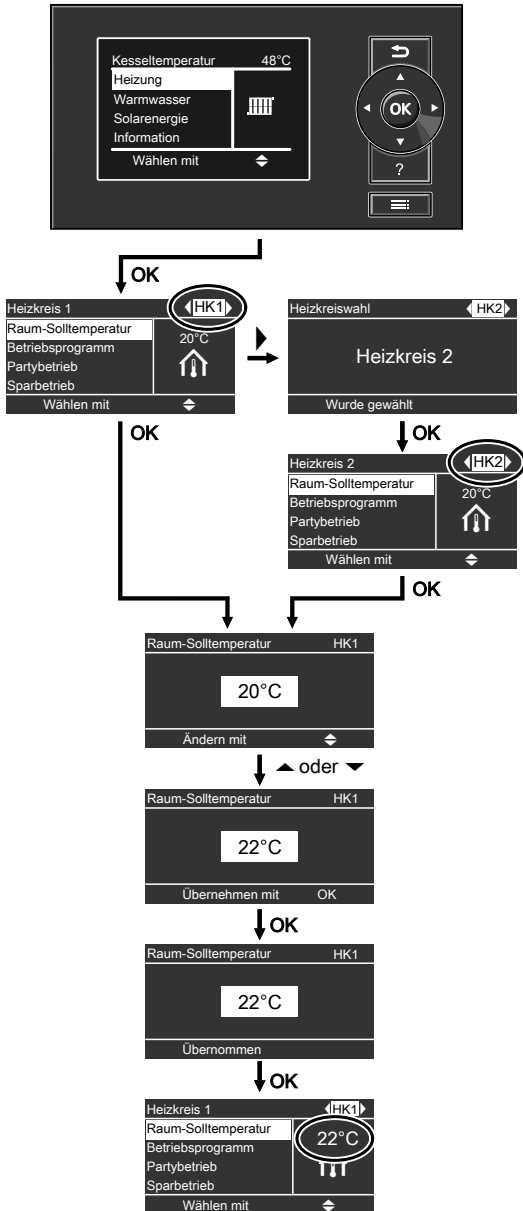 Kesseltemperatur 48°C
Heizung
Warmwasser
Solarenergie
Information
Wählen mit
OK
?
OK
Heizkreis 1 HK1
Raum-Solltemperatur
20°C
Betriebsprogramm
Partybetrieb
Sparbetrieb
Wählen mit
Heizkreiswahl HK2
Heizkreis 2
Wurde gewählt
OK
OK
Heizkreis 2 HK2
Raum-Solltemperatur
20°C
Betriebsprogramm
Partybetrieb
Sparbetrieb
Wählen mit
OK
Raum-Solltemperatur HK1
20°C
Ändern mit
oder
Raum-Solltemperatur HK1
22°C
Übernehmen mit OK
OK
Raum-Solltemperatur HK1
22°C
Übernommen
OK
Heizkreis 1 HK1
Raum-Solltemperatur
22°C
Betriebsprogramm
Partybetrieb
Sparbetrieb
Wählen mit